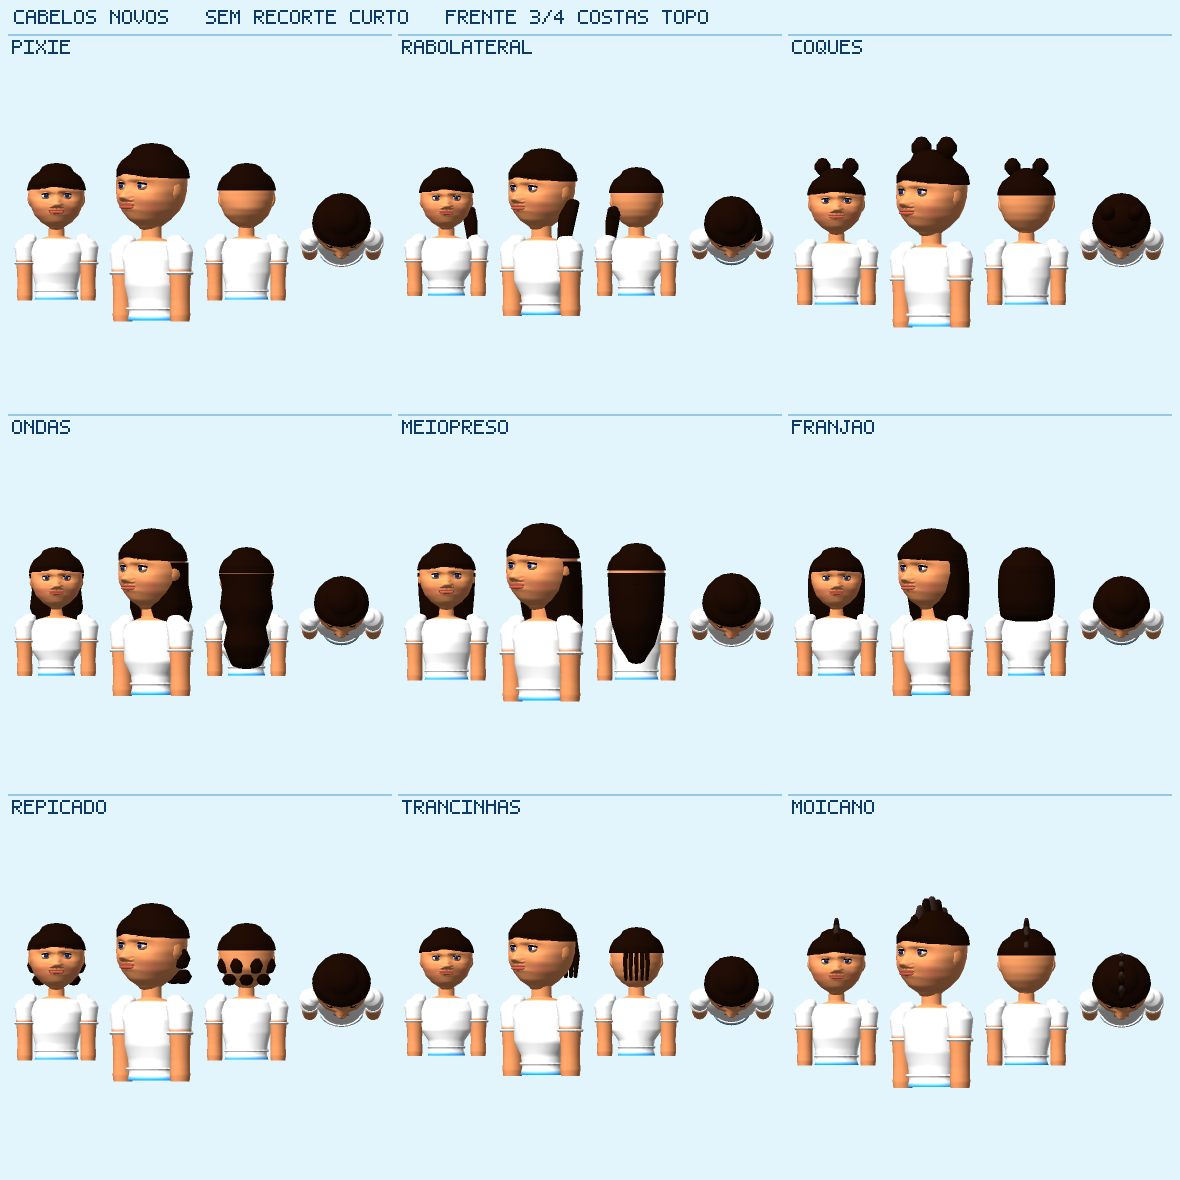 CABELOS NOVOS   SEM RECORTE CURTO   FRENTE 3/4 COSTAS TOPO
PIXIE
RABOLATERAL
COQUES
ONDAS
MEIOPRESO
FRANJAO
REPICADO
TRANCINHAS
MOICANO